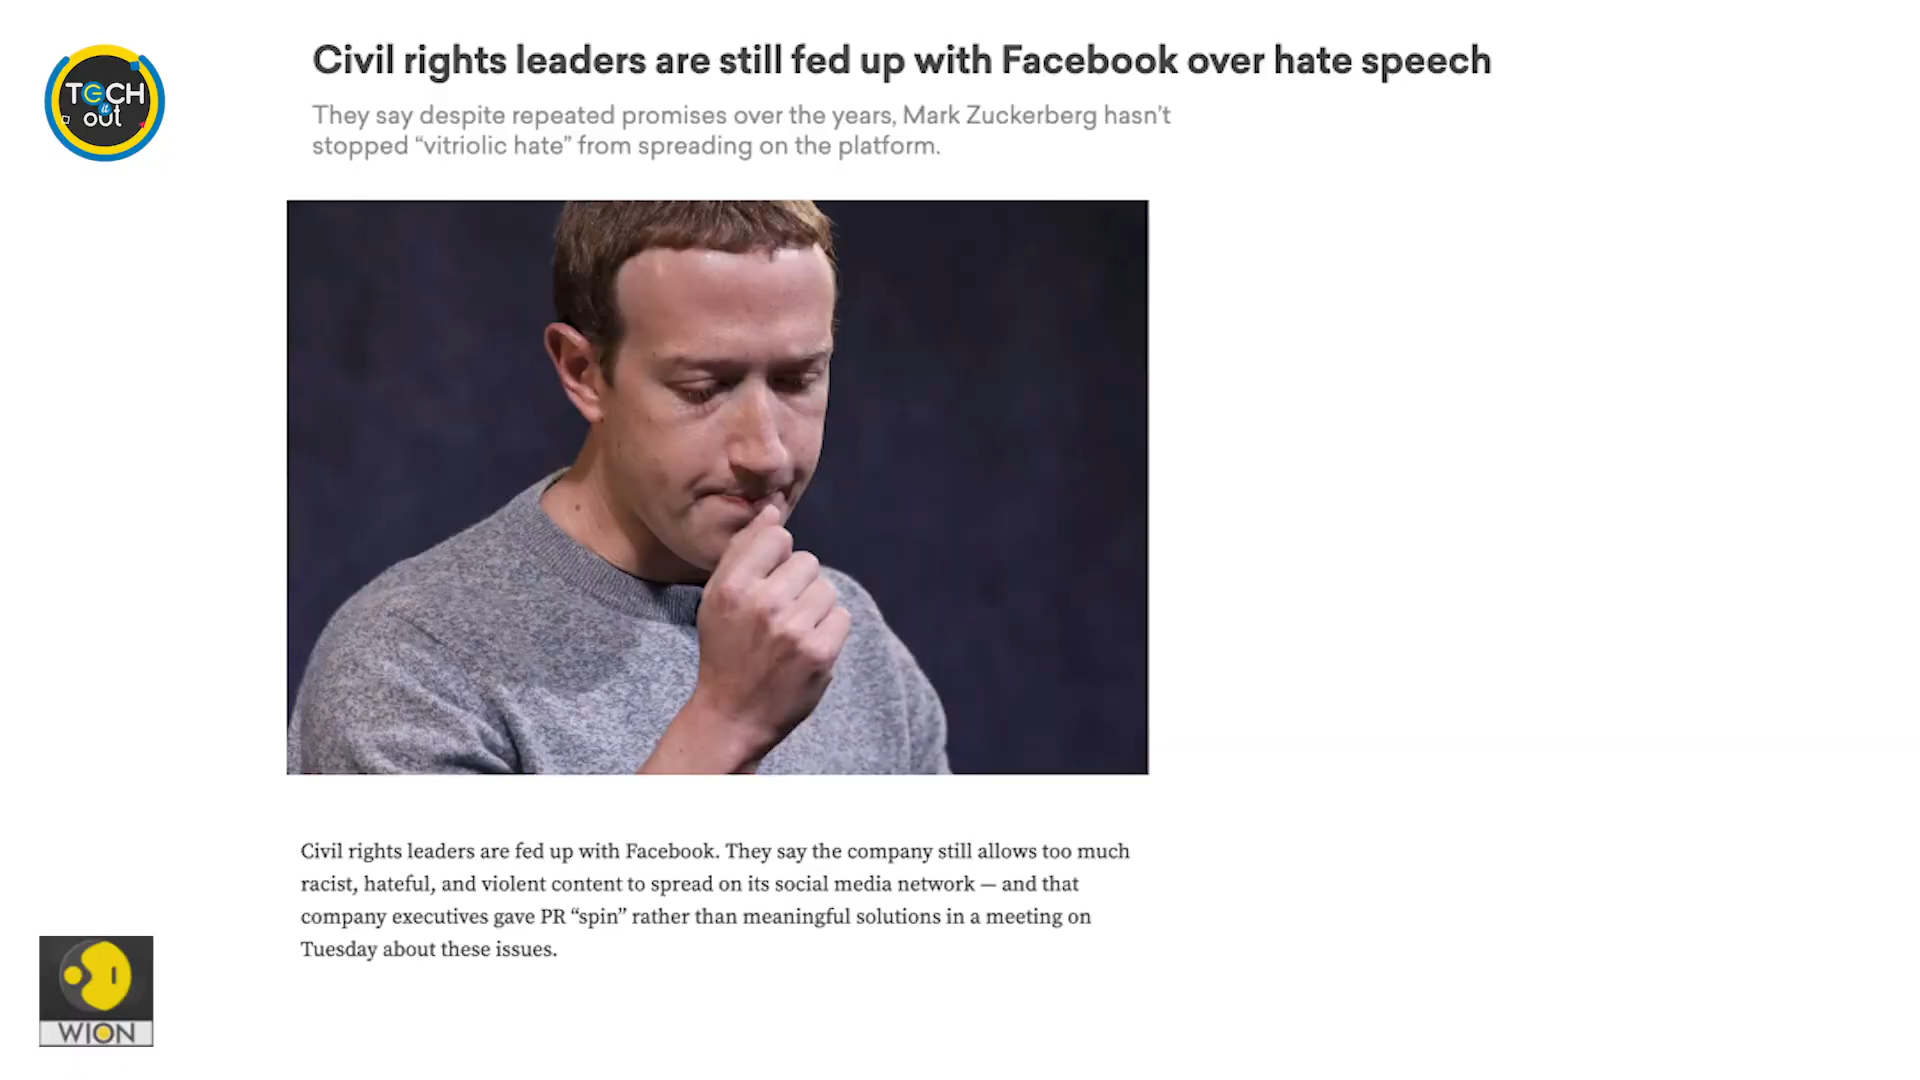 TECH
it
out
Civil rights leaders are still fed up with Facebook over hate speech
They say despite repeated promises over the years, Mark Zuckerberg hasn’t
stopped “vitriolic hate” from spreading on the platform.
Civil rights leaders are fed up with Facebook. They say the company still allows too much
racist, hateful, and violent content to spread on its social media network — and that
company executives gave PR “spin” rather than meaningful solutions in a meeting on
Tuesday about these issues.
WION